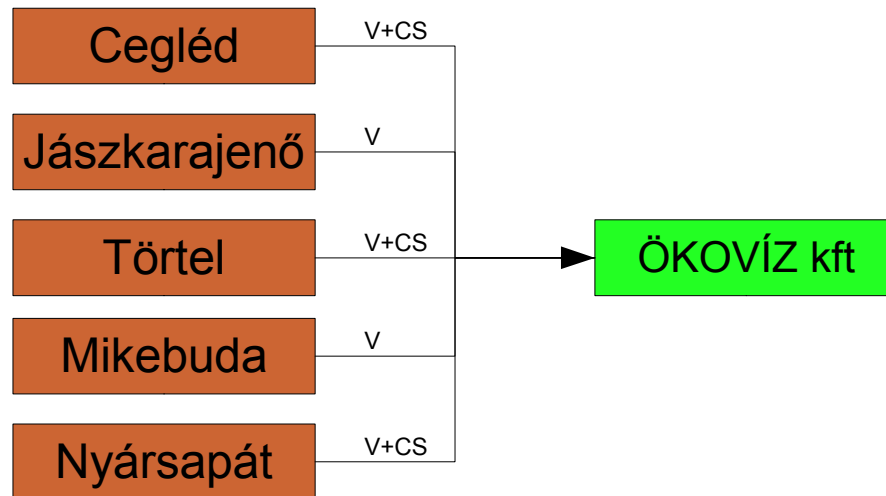 Cegléd
V+CS
Jászkarajenő
V
Törtel
V+CS
ÖKOVÍZ kft
Mikebuda
V
Nyársapát
V+CS